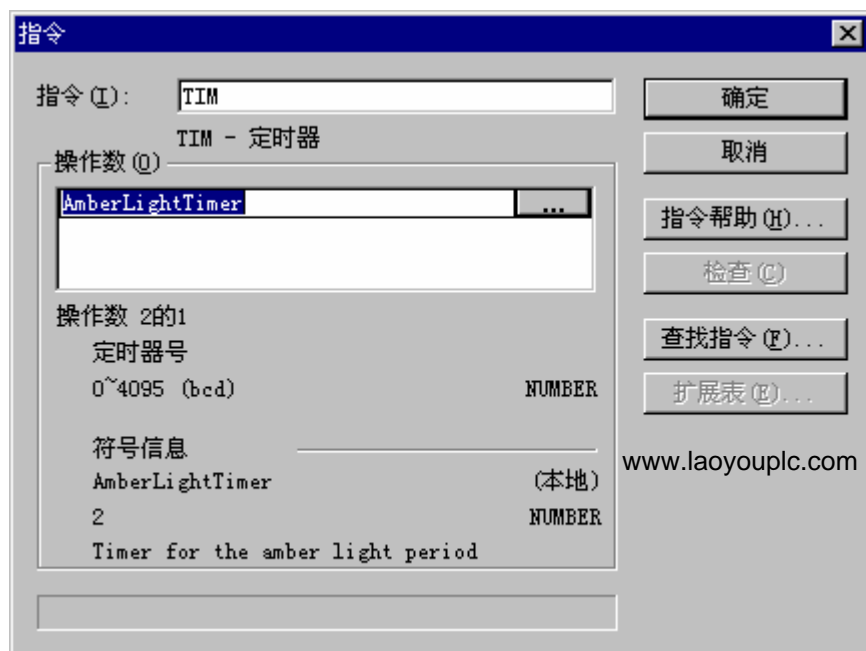 指令
指令(I):
TIM
确定
TIM - 定时器
取消
操作数(O)
AmberLightTimer
...
指令帮助(H)...
检查(C)
操作数 2的1
查找指令(F)...
定时器号
0~4095 (bcd)
NUMBER
扩展表(E)...
符号信息
www.laoyouplc.com
AmberLightTimer
(本地)
2
NUMBER
Timer for the amber light period